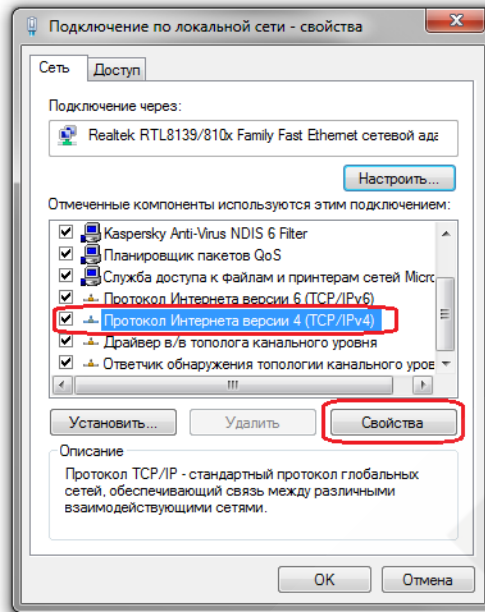 Подключение по локальной сети - свойства
Сеть
Доступ
Подключение через:
Realtek RTL8139/810x Family Fast Ethernet сетевой ада
Настроить...
Отмеченные компоненты используются этим подключением:
Kaspersky Anti-Virus NDIS 6 Filter
Планировщик пакетов QoS
Служба доступа к файлам и принтерам сетей Micro
Протокол Интернета версии 6 (TCP/IPv6)
Протокол Интернета версии 4 (TCP/IPv4)
Драйвер в/в тополога канального уровня
Ответчик обнаружения топологии канального уров
Установить...
Удалить
Свойства
Описание
Протокол TCP/IP - стандартный протокол глобальных
сетей, обеспечивающий связь между различными
взаимодействующими сетями.
OK
Отмена